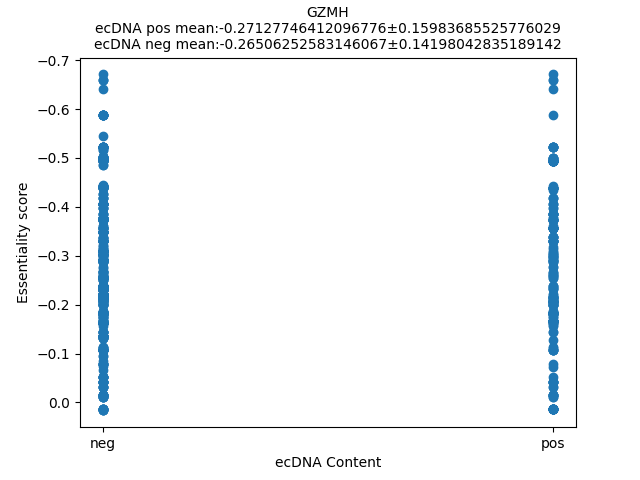 GZMH
ecDNA pos mean:-0.27127746412096776±0.15983685525776029
ecDNA neg mean:-0.26506252583146067±0.14198042835189142
−0.7
−0.6
−0.5
−0.4
−0.3
−0.2
−0.1
0.0
Essentiality score
neg
pos
ecDNA Content